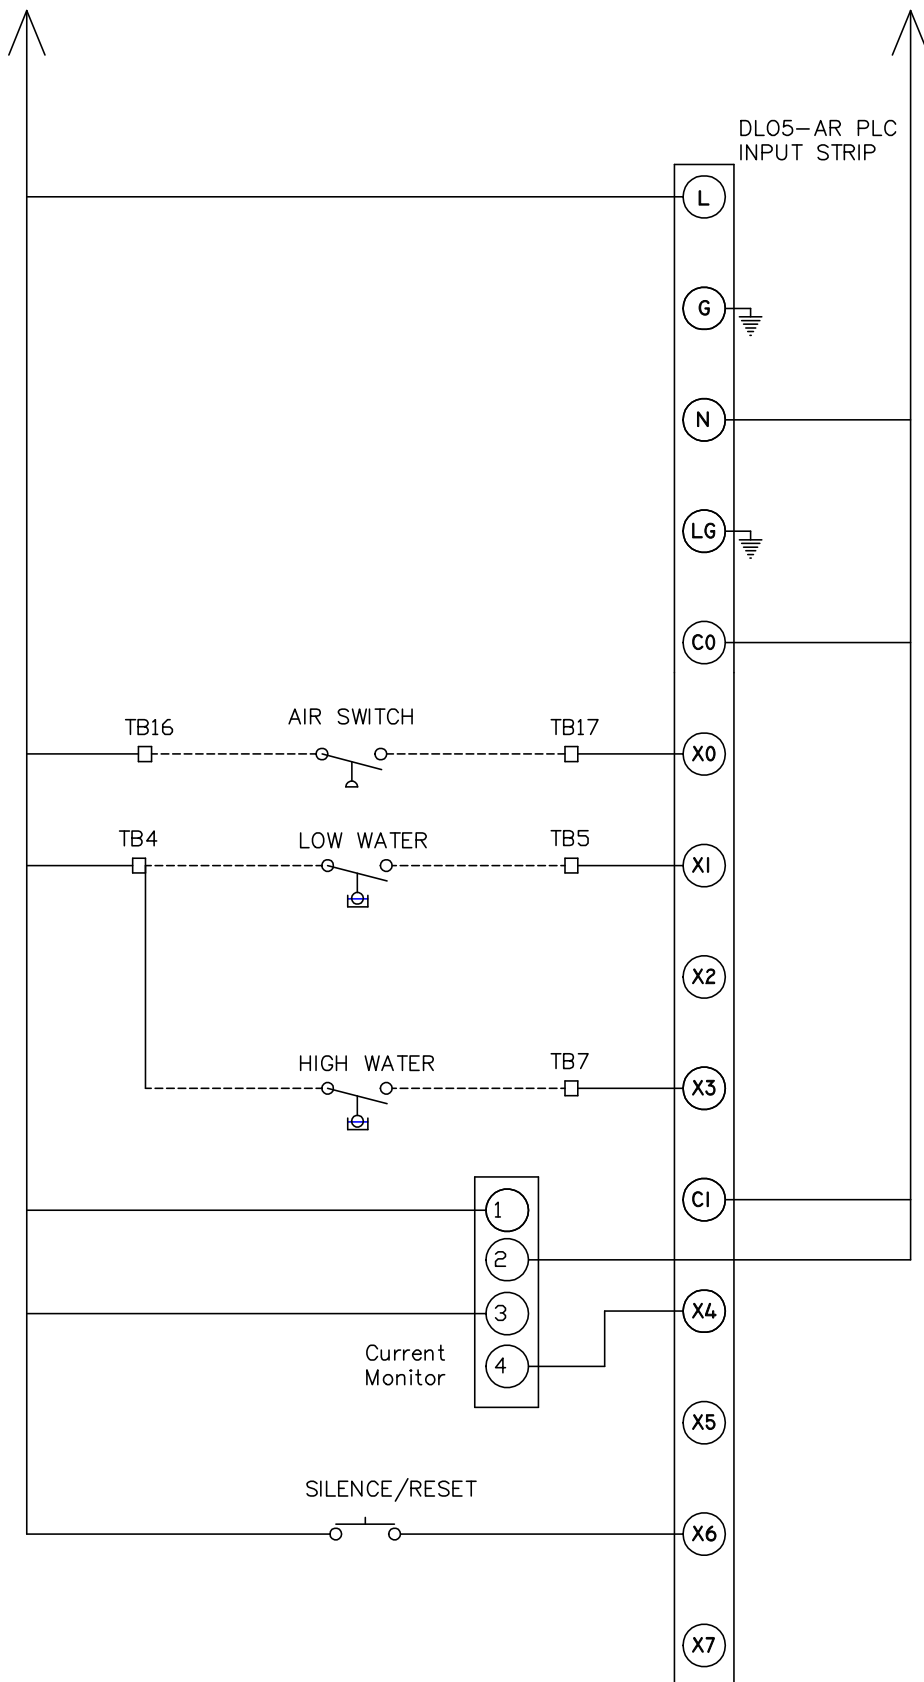 DL05-AR PLC
INPUT STRIP
L
G
N
LG
C0
TB16
AIR SWITCH
TB17
X0
TB4
LOW WATER
TB5
X1
X2
HIGH WATER
TB7
X3
C1
1
2
3
X4
Current
Monitor
4
X5
SILENCE/RESET
X6
X7